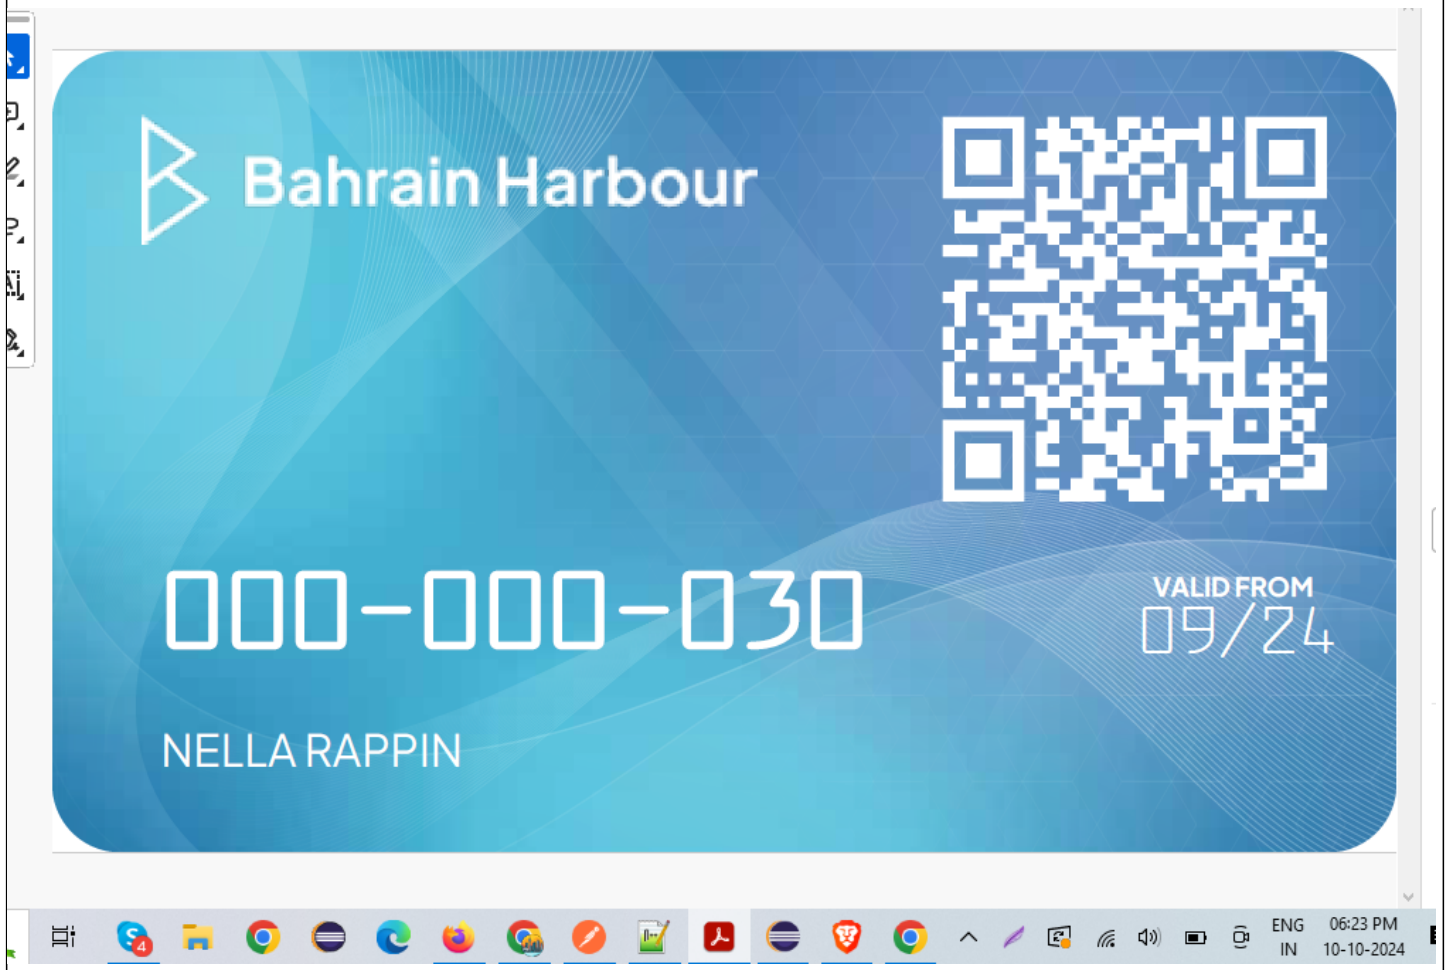 Bahrain Harbour
000-000-030
VALID FROM
09/24
NELLA RAPPIN
4
ENG
IN
06:23 PM
10-10-2024